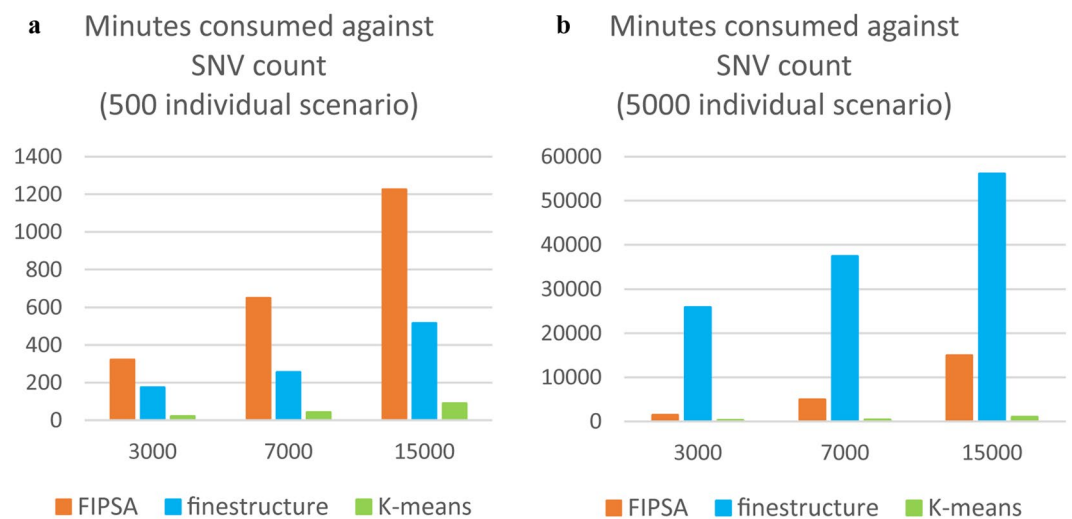 a
Minutes consumed against
SNV count
(500 individual scenario)
1400
1200
1000
800
600
400
200
0
3000 7000 15000
FIPSA finestructure K-means
b
Minutes consumed against
SNV count
(5000 individual scenario)
60000
50000
40000
30000
20000
10000
0
3000 7000 15000
FIPSA finestructure K-means